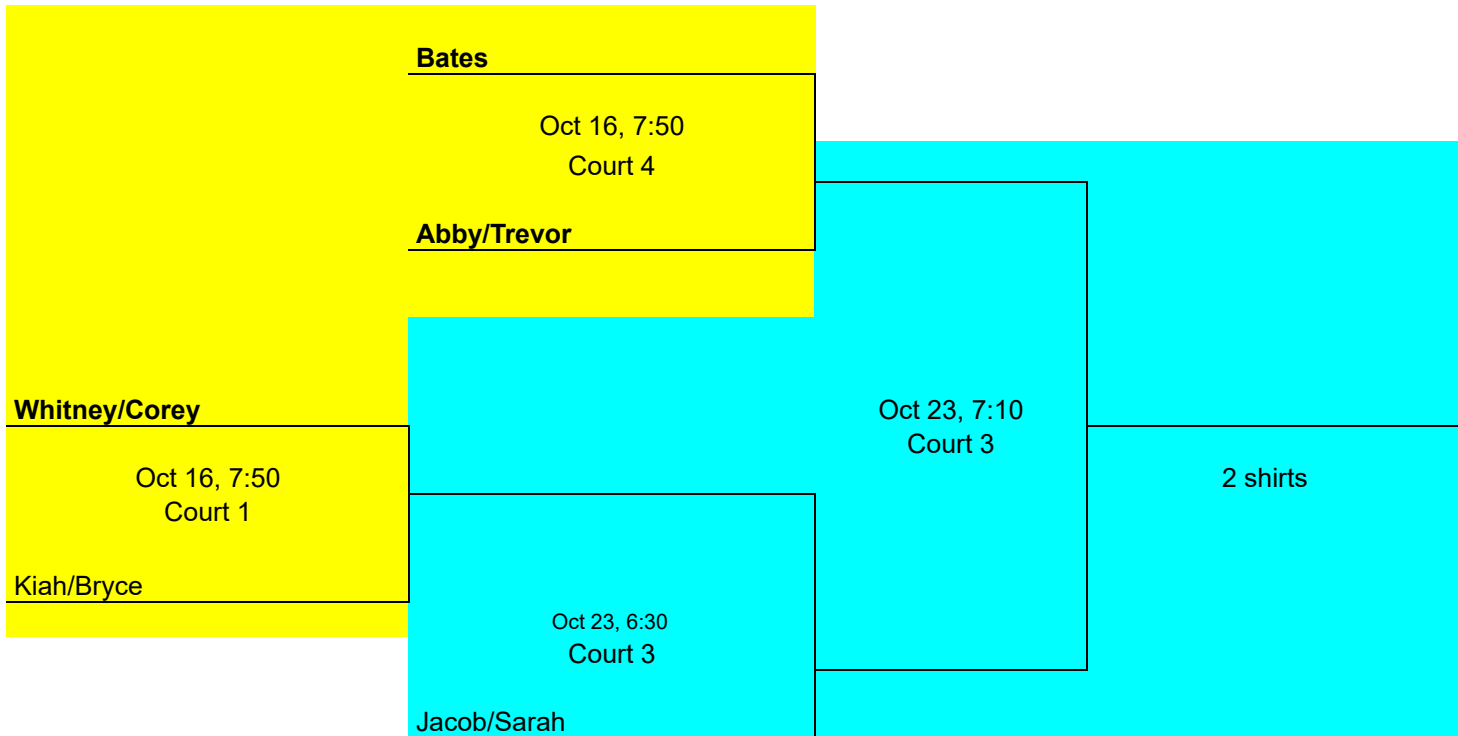 Bates
Oct 16, 7:50
Court 4
Abby/Trevor
Whitney/Corey
Oct 23, 7:10
Court 3
Oct 16, 7:50
Court 1
2 shirts
Kiah/Bryce
Oct 23, 6:30
Court 3
Jacob/Sarah